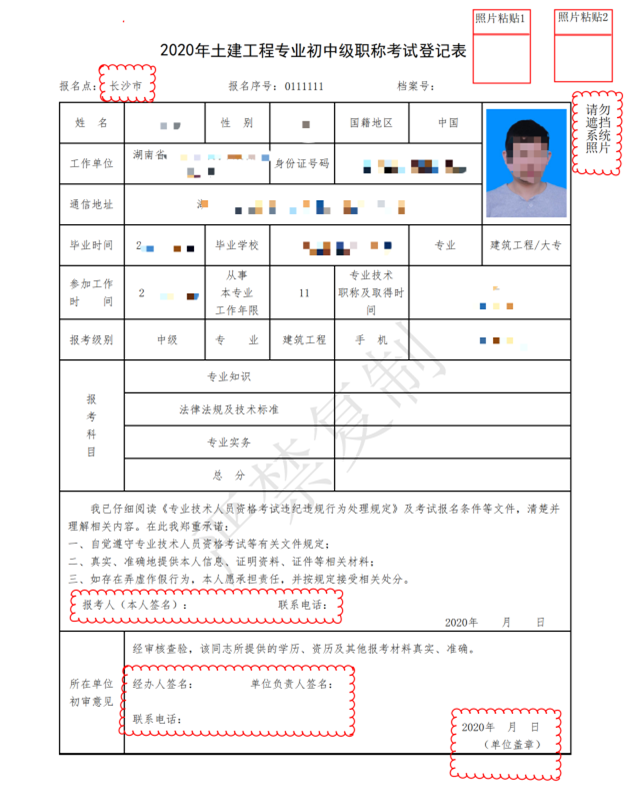 照片粘贴1
照片粘贴2
2020年土建工程专业初中级职称考试登记表
报名点: 长沙市
报名序号: 0111111
档案号:
请勿
遮挡
系统
照片
姓 名
性 别
国籍地区
中国
工作单位
湖南省
身份证号码
通信地址
毕业时间
2
毕业学校
专业
建筑工程/大专
参加工作
时 间
2
从事
本专业
工作年限
11
专业技术
职称及取得时
间
报考级别
中级
专 业
建筑工程
手 机
报
考
科
目
专业知识
法律法规及技术标准
专业实务
总 分
严禁复制
我已仔细阅读《专业技术人员资格考试违纪违规行为处理规定》及考试报名条件等文件，清楚并
理解相关内容。在此我郑重承诺:
一、自觉遵守专业技术人员资格考试等有关文件规定;
二、真实、准确地提供本人信息、证明资料、证件等相关材料;
三、如存在弄虚作假行为，本人愿承担责任，并按规定接受相关处分。
报考人（本人签名）: 联系电话:
2020年 月 日
所在单位
初审意见
经审核查验，该同志所提供的学历、资历及其他报考材料真实、准确。
经办人签名: 单位负责人签名:
联系电话:
2020年 月 日
（单位盖章）